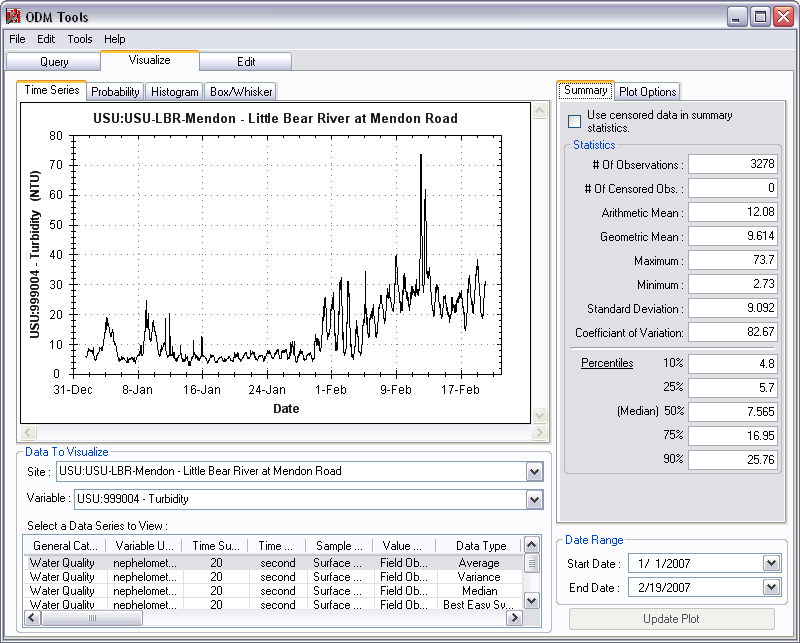 ODM Tools
File Edit Tools Help
Query Visualize Edit
Time Series Probability Histogram Box/Whisker
USU:USU-LBR-Mendon - Little Bear River at Mendon Road
USU:999004 - Turbidity (NTU)
80
70
60
50
40
30
20
10
0
31-Dec 8-Jan 16-Jan 24-Jan 1-Feb 9-Feb 17-Feb
Date
Data To Visualize
Site : USU:USU-LBR-Mendon - Little Bear River at Mendon Road
Variable : USU:999004 - Turbidity
Select a Data Series to View :
General Cat... Variable U... Time Su... Time ... Sample ... Value ... Data Type
Water Quality nephelomet... 20 second Surface ... Field Ob... Average
Water Quality nephelomet... 20 second Surface ... Field Ob... Variance
Water Quality nephelomet... 20 second Surface ... Field Ob... Median
Water Quality nephelomet... 20 second Surface ... Field Ob... Best Easy Sy...
Summary Plot Options
Use censored data in summary
statistics.
Statistics
# Of Observations : 3278
# Of Censored Obs. : 0
Arithmetic Mean : 12.08
Geometric Mean : 9.614
Maximum : 73.7
Minimum : 2.73
Standard Deviation : 9.092
Coefficiant of Variation: 82.67
Percentiles 10% 4.8
25% 5.7
(Median) 50% 7.565
75% 16.95
90% 25.76
Date Range
Start Date : 1/ 1/2007
End Date : 2/19/2007
Update Plot